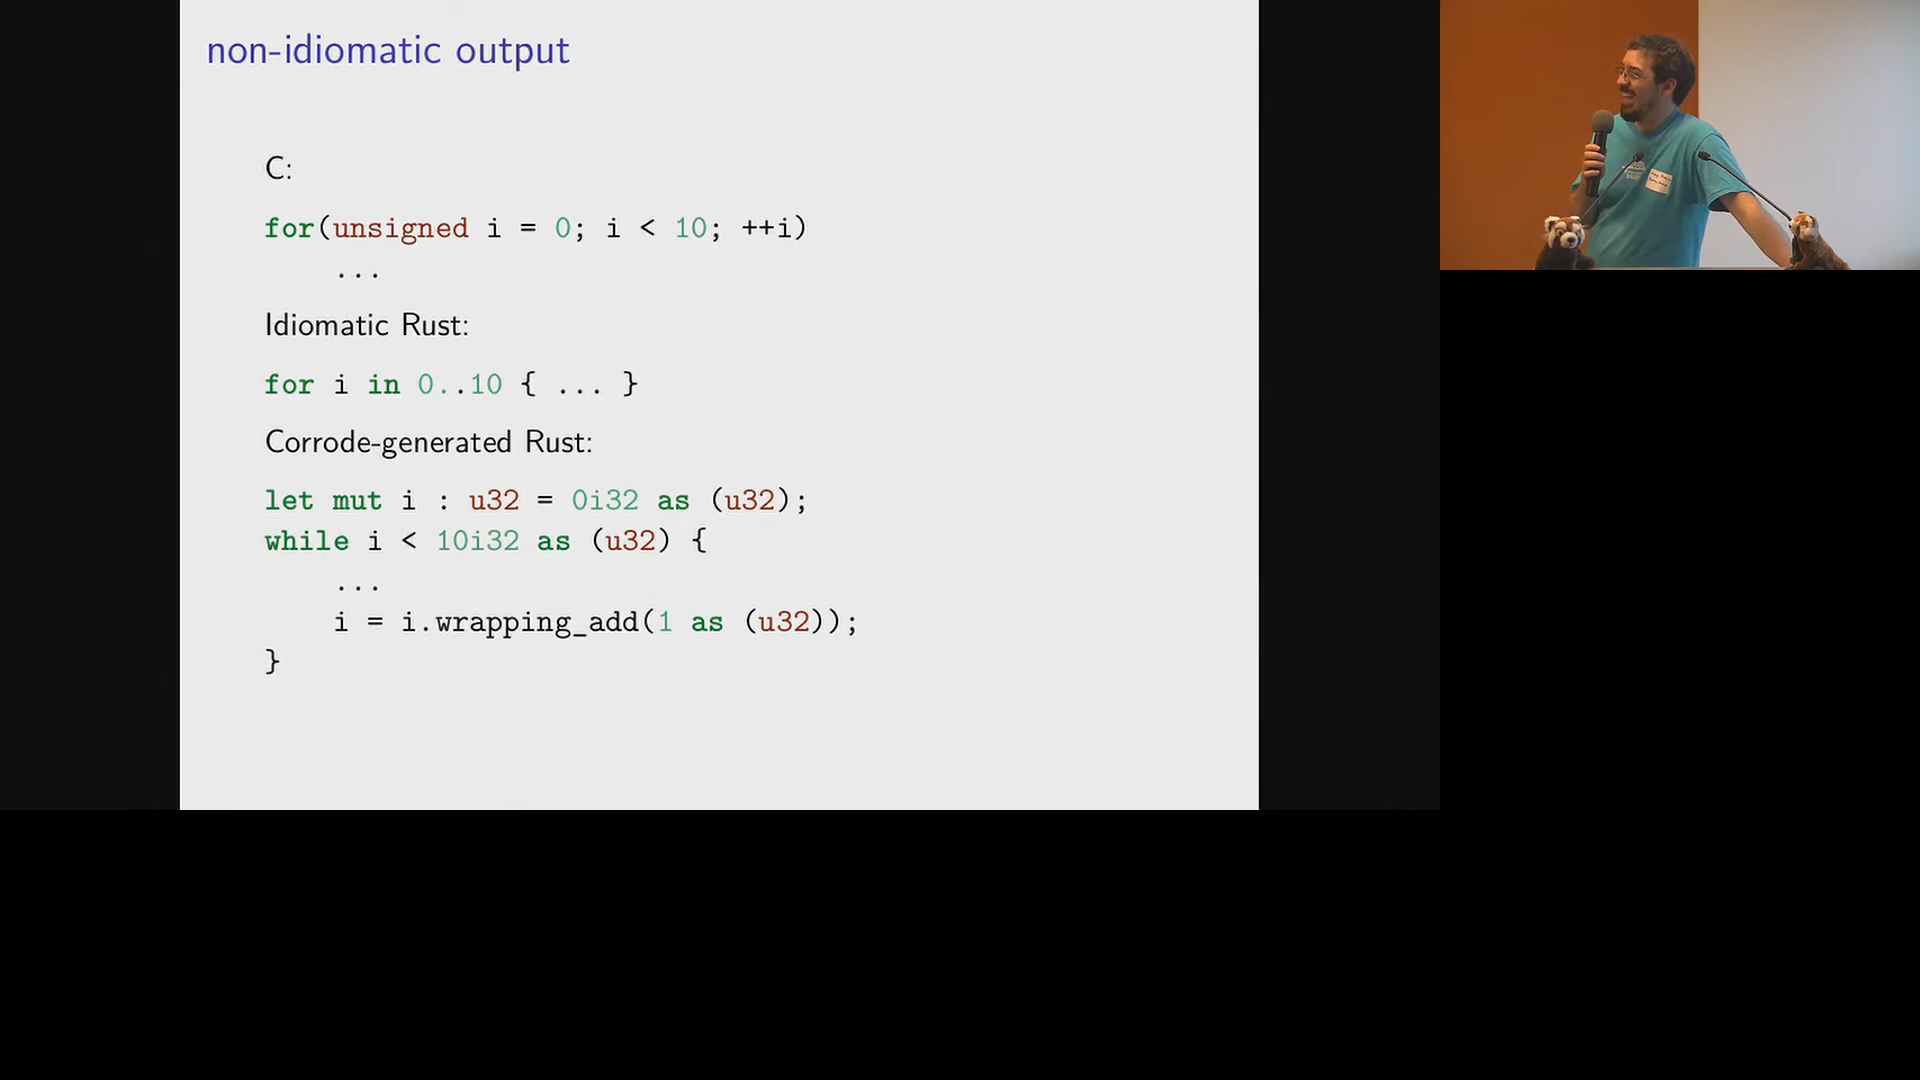 non-idiomatic output
C:
for(unsigned i = 0; i < 10; ++i)
    ...
Idiomatic Rust:
for i in 0..10 { ... }
Corrode-generated Rust:
let mut i : u32 = 0i32 as (u32);
while i < 10i32 as (u32) {
    ...
    i = i.wrapping_add(1 as (u32));
}